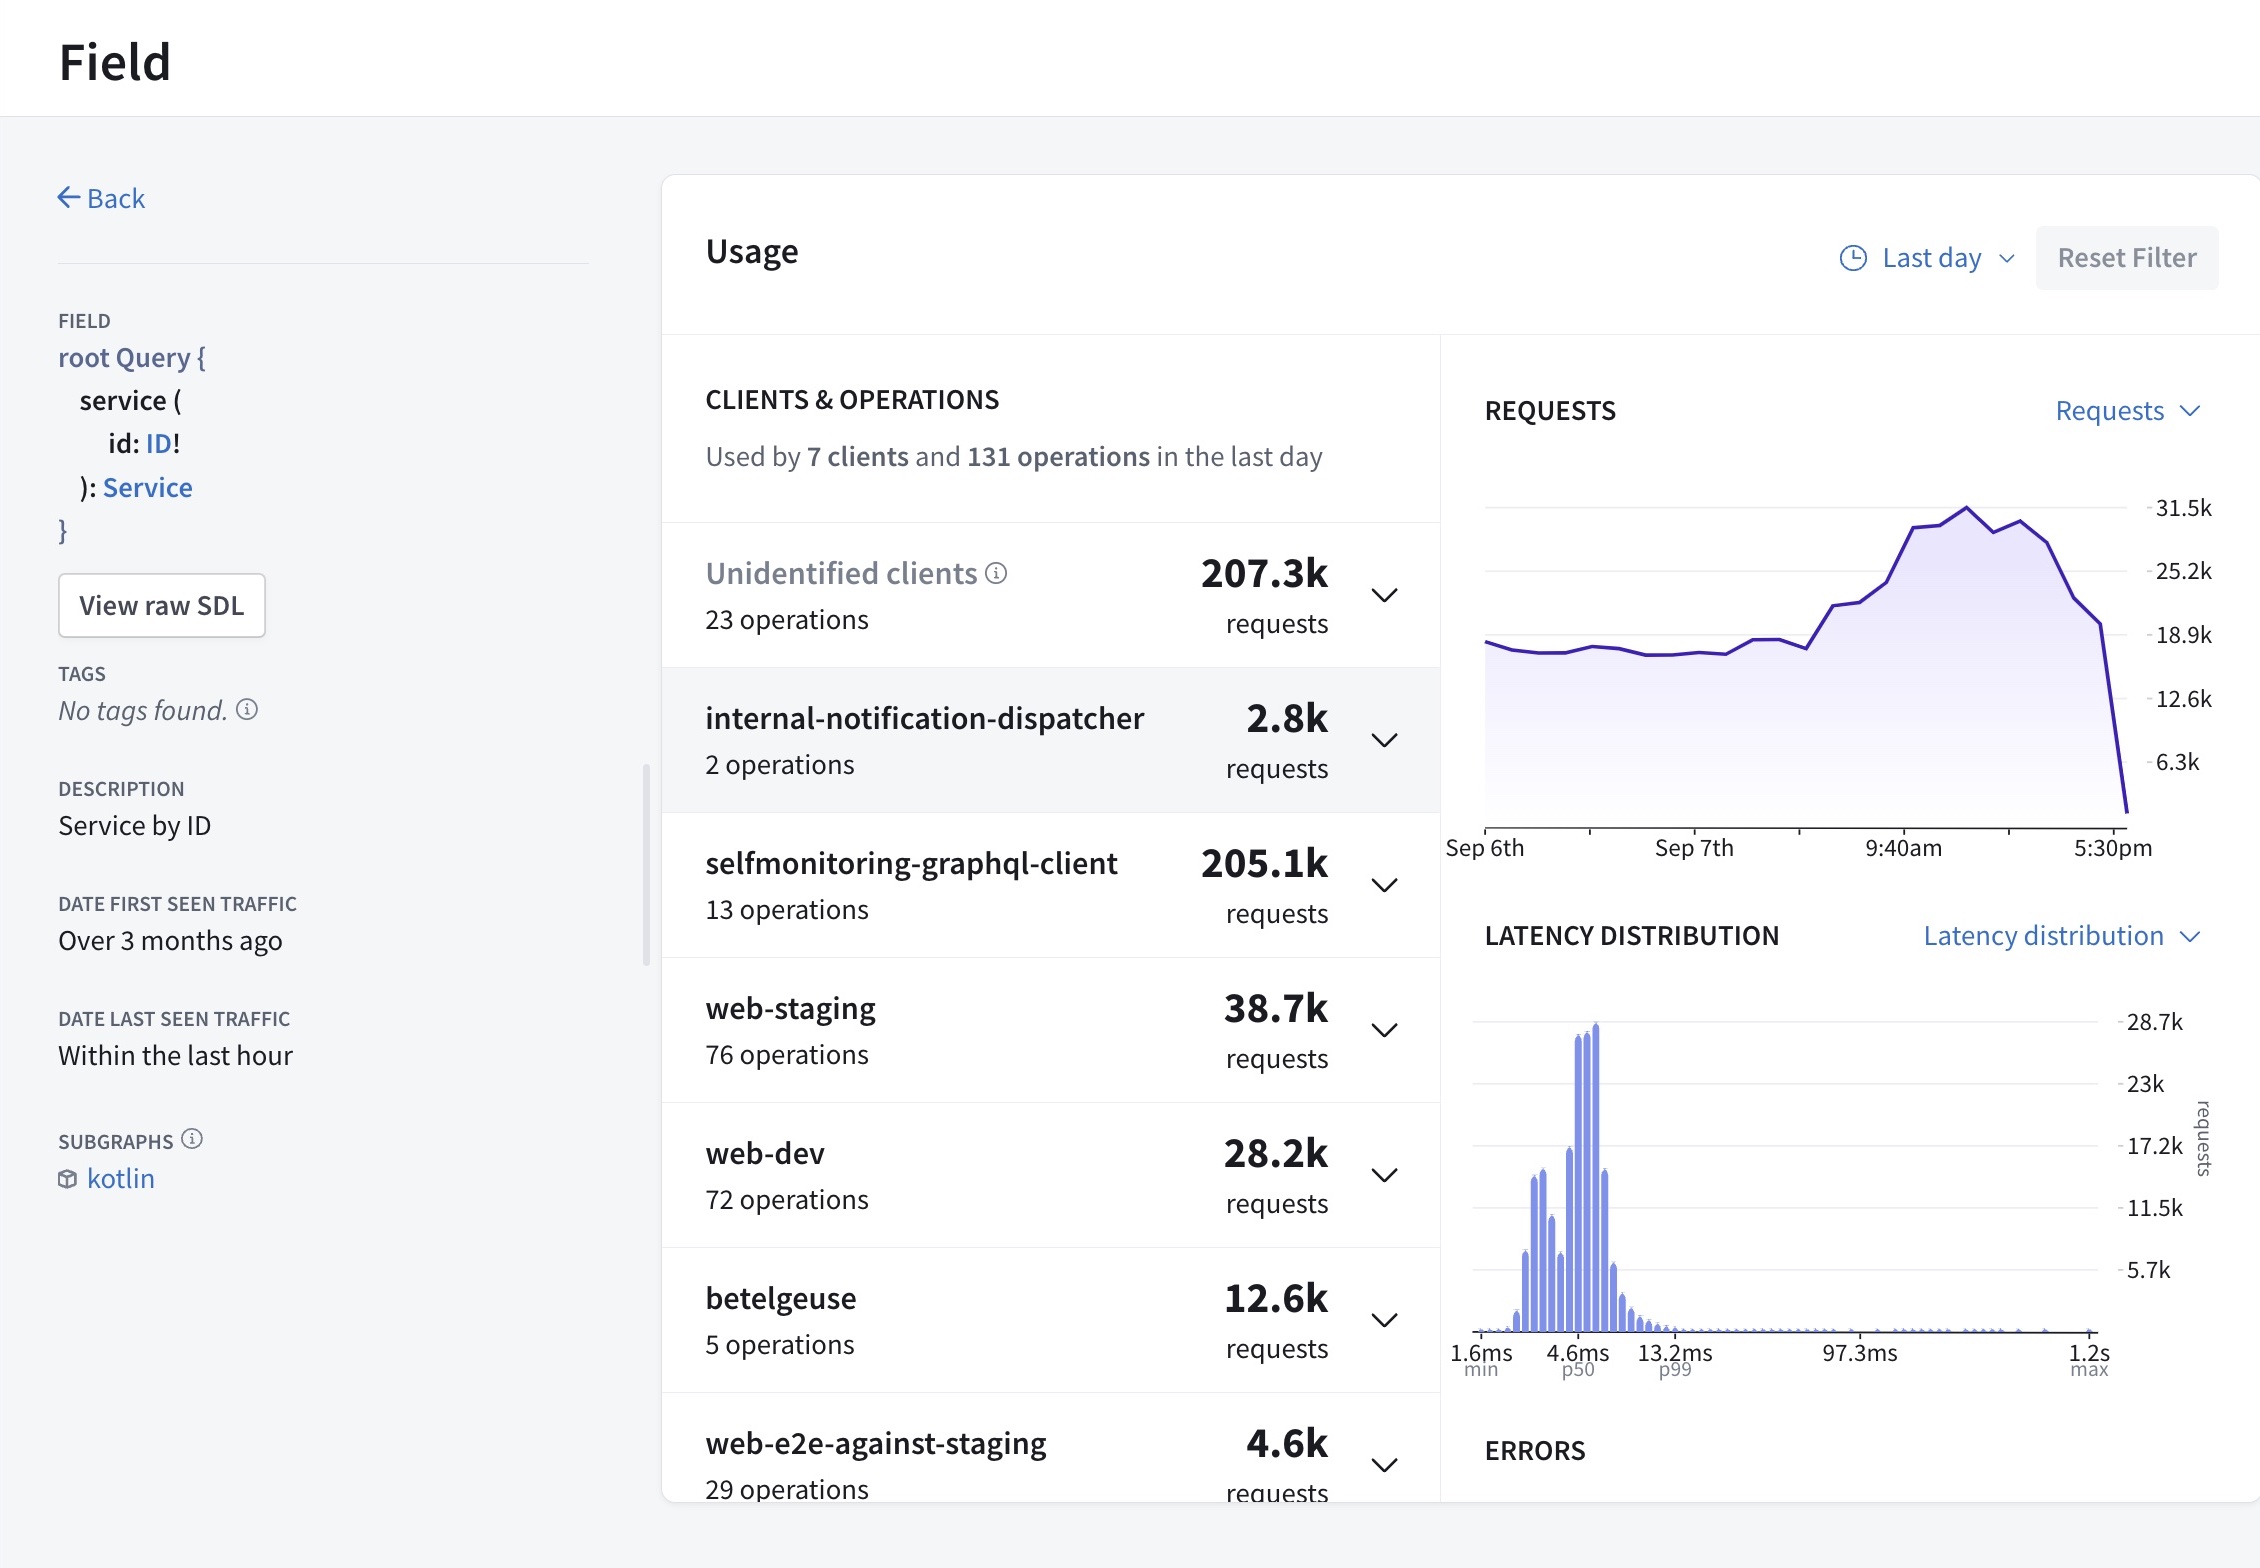 Field
Back
FIELD
root Query {
service (
id: ID!
): Service
}
View raw SDL
TAGS
No tags found.
DESCRIPTION
Service by ID
DATE FIRST SEEN TRAFFIC
Over 3 months ago
DATE LAST SEEN TRAFFIC
Within the last hour
SUBGRAPHS
kotlin
Usage
Last day
Reset Filter
CLIENTS & OPERATIONS
Used by 7 clients and 131 operations in the last day
Unidentified clients 207.3k
23 operations requests
internal-notification-dispatcher 2.8k
2 operations requests
selfmonitoring-graphql-client 205.1k
13 operations requests
web-staging 38.7k
76 operations requests
web-dev 28.2k
72 operations requests
betelgeuse 12.6k
5 operations requests
web-e2e-against-staging 4.6k
29 operations requests
REQUESTS Requests
31.5k
25.2k
18.9k
12.6k
6.3k
Sep 6th Sep 7th 9:40am 5:30pm
LATENCY DISTRIBUTION Latency distribution
28.7k
23k
17.2k
11.5k
5.7k
requests
1.6ms 4.6ms 13.2ms 97.3ms 1.2s
min p50 p99 max
ERRORS